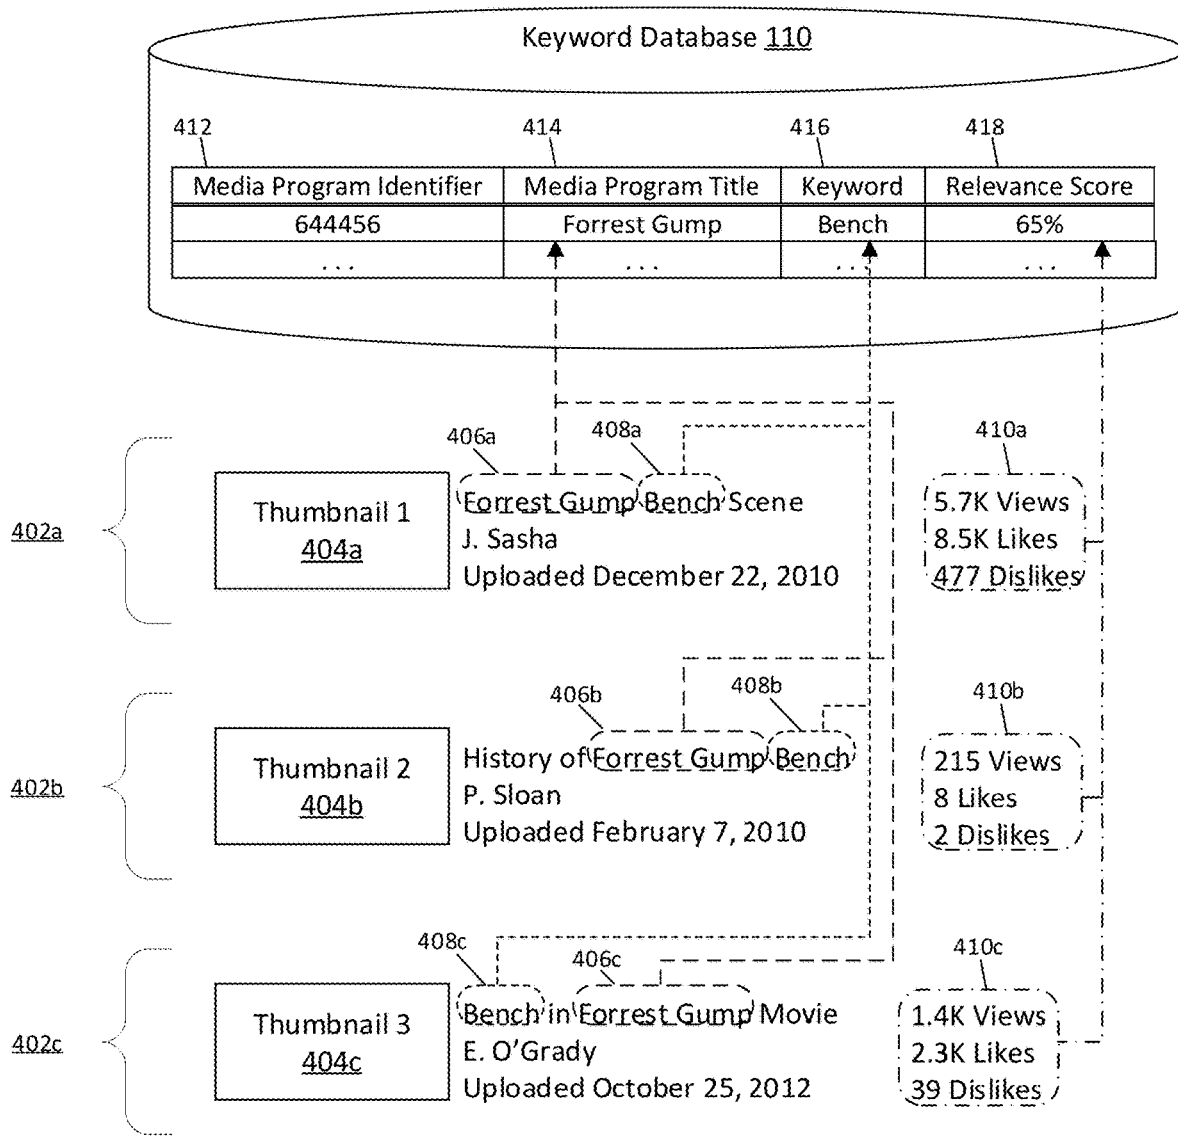 Keyword Database 110
412 414 416 418
Media Program Identifier Media Program Title Keyword Relevance Score
644456 Forrest Gump Bench 65%
... ... ... ...
406a 408a 410a
402a
Thumbnail 1
404a
Forrest Gump Bench Scene
J. Sasha
Uploaded December 22, 2010
5.7K Views
8.5K Likes
477 Dislikes
406b 408b 410b
402b
Thumbnail 2
404b
History of Forrest Gump Bench
P. Sloan
Uploaded February 7, 2010
215 Views
8 Likes
2 Dislikes
408c 406c 410c
402c
Thumbnail 3
404c
Bench in Forrest Gump Movie
E. O'Grady
Uploaded October 25, 2012
1.4K Views
2.3K Likes
39 Dislikes